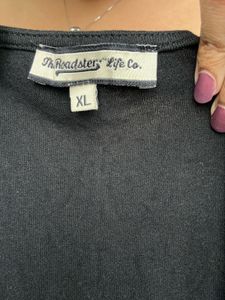 The Roadster Life Co.
XL